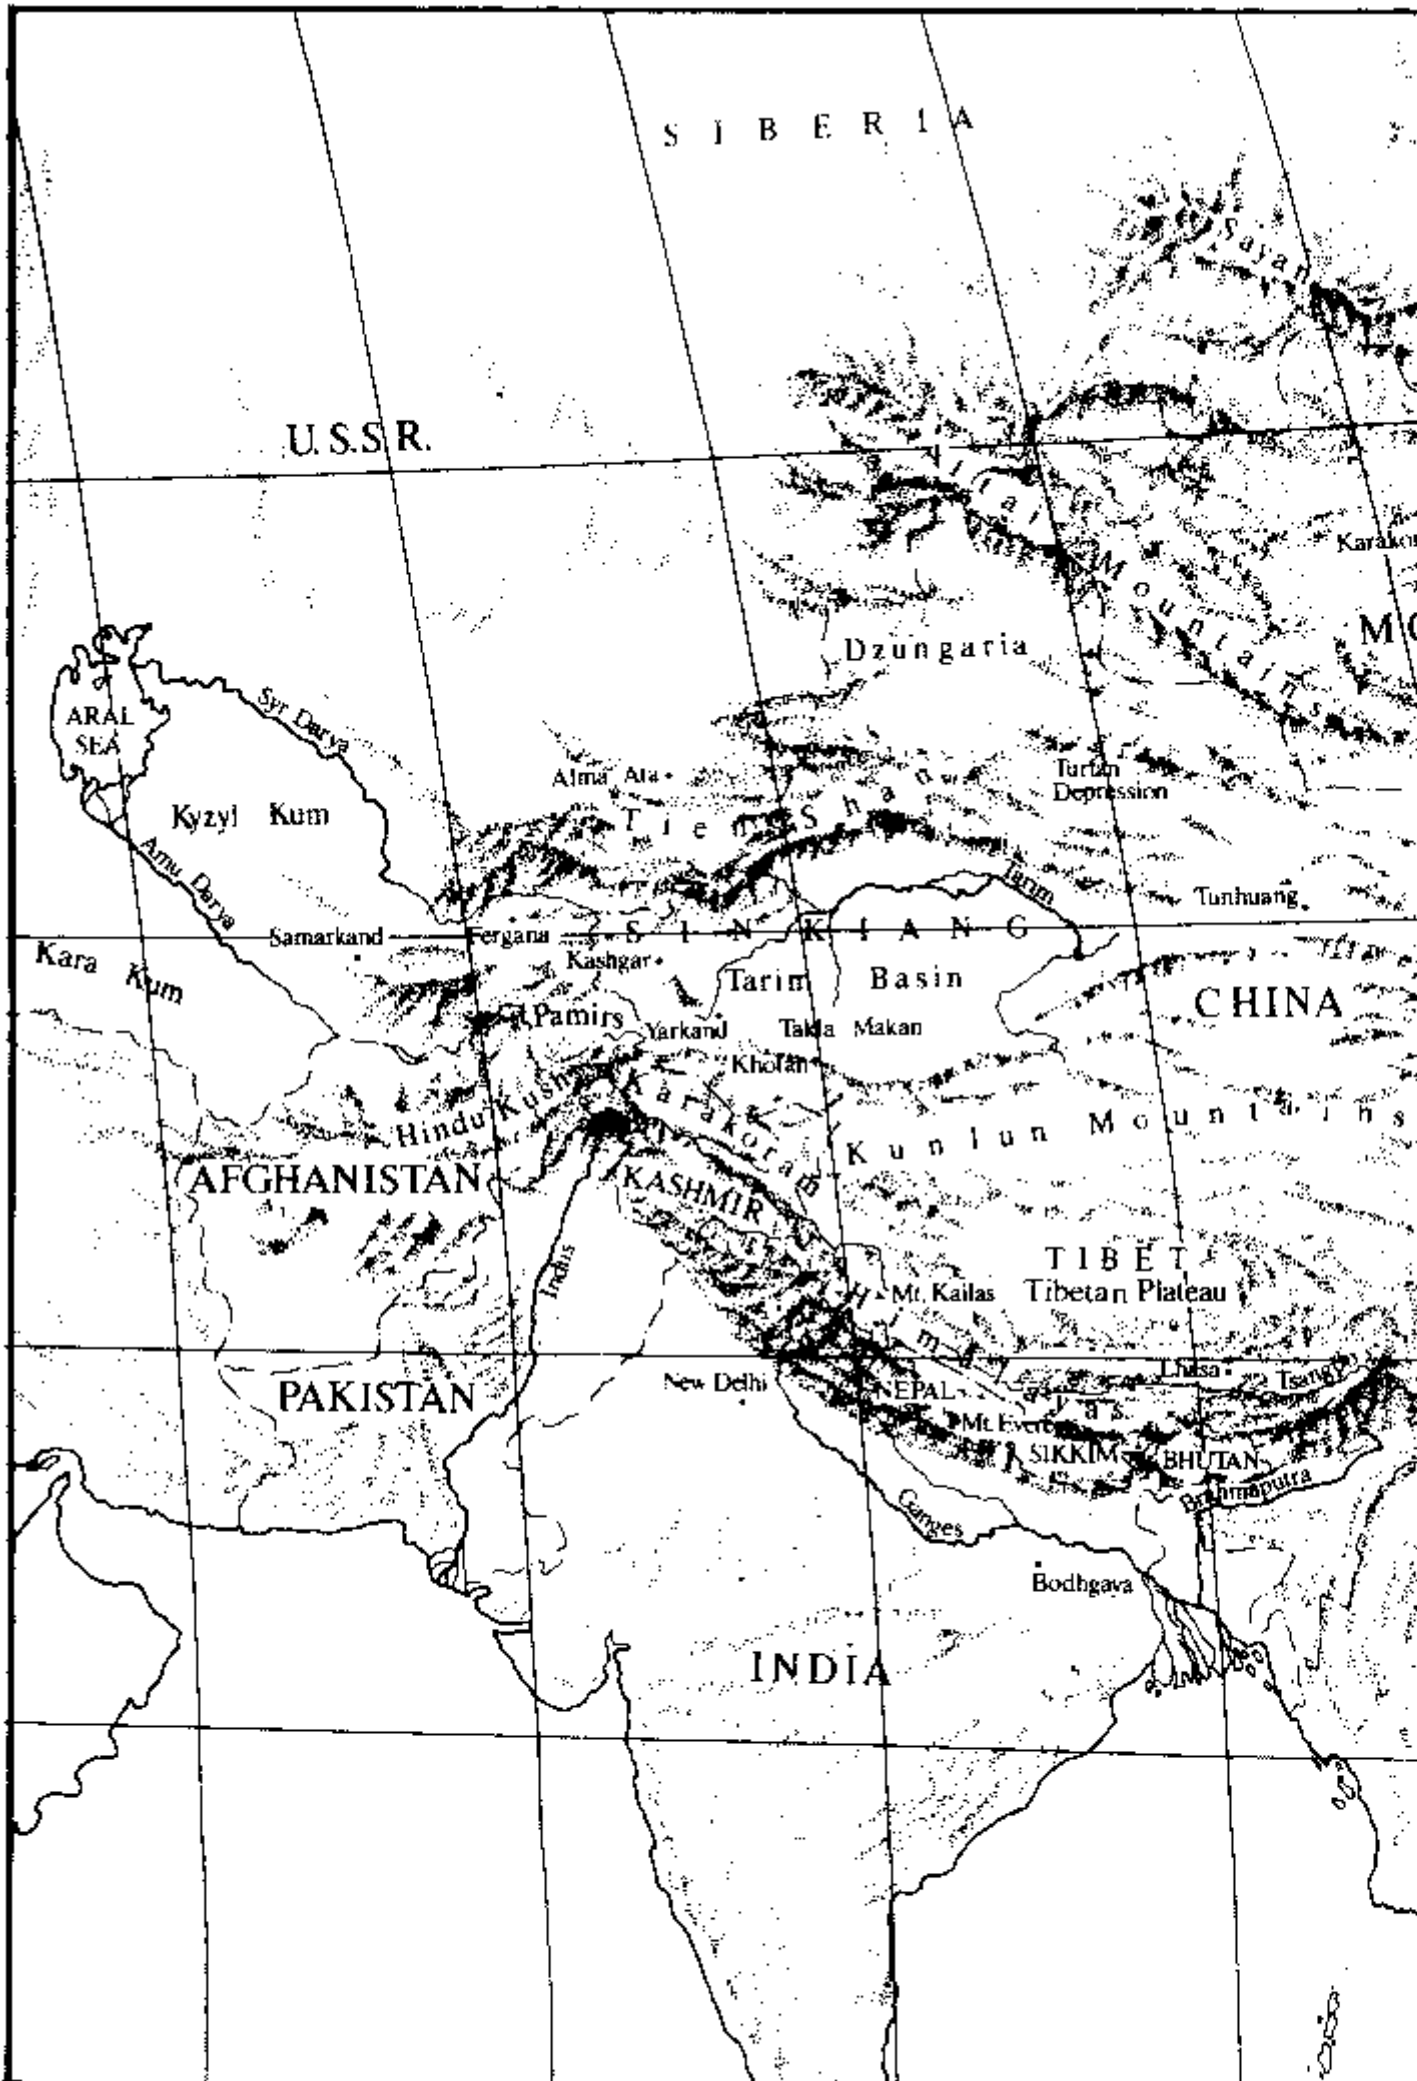 SIBERIA
Sayan
U.S.S.R.
Altai
Mountains
Karakor
MO
Dzungaria
ARAL
SEA
Syr Darya
Kyzyl Kum
Amu Darya
Alma Ata
Tien Shan
Turfan
Depression
Tarim
Tunhuang
Samarkand
Fergana
SINKIANG
Kashgar
Kara Kum
Tarim Basin
CHINA
Pamirs
Yarkand
Takla Makan
Khotan
Hindu Kush
Karakoram
Kunlun Mountains
AFGHANISTAN
KASHMIR
Indus
TIBET
Mt. Kailas
Tibetan Plateau
Himalayas
PAKISTAN
New Delhi
NEPAL
Lhasa
Tsang Po
Mt. Everest
SIKKIM
BHUTAN
Brahmaputra
Ganges
Bodhgaya
INDIA